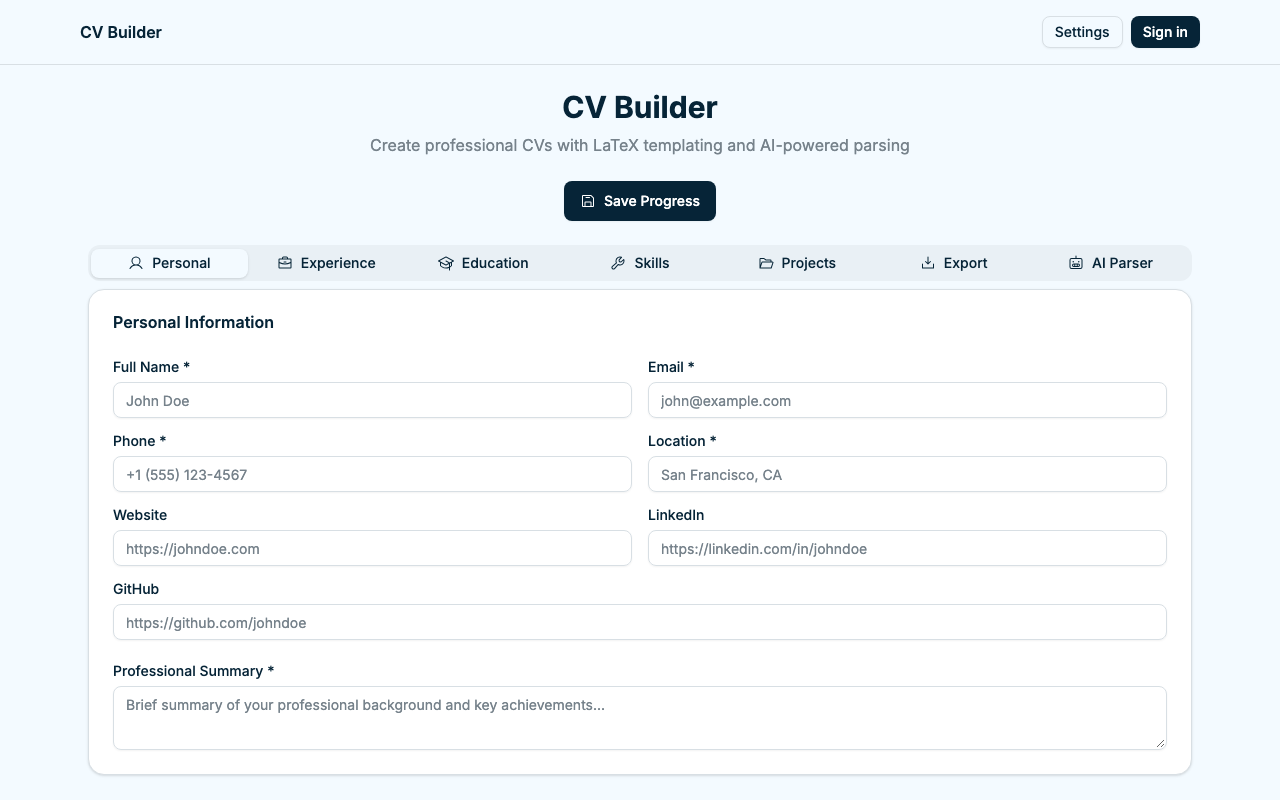 CV Builder
Settings
Sign in
CV Builder
Create professional CVs with LaTeX templating and AI-powered parsing
Save Progress
Personal
Experience
Education
Skills
Projects
Export
AI Parser
Personal Information
Full Name *
Email *
John Doe
john@example.com
Phone *
Location *
+1 (555) 123-4567
San Francisco, CA
Website
LinkedIn
https://johndoe.com
https://linkedin.com/in/johndoe
GitHub
https://github.com/johndoe
Professional Summary *
Brief summary of your professional background and key achievements...